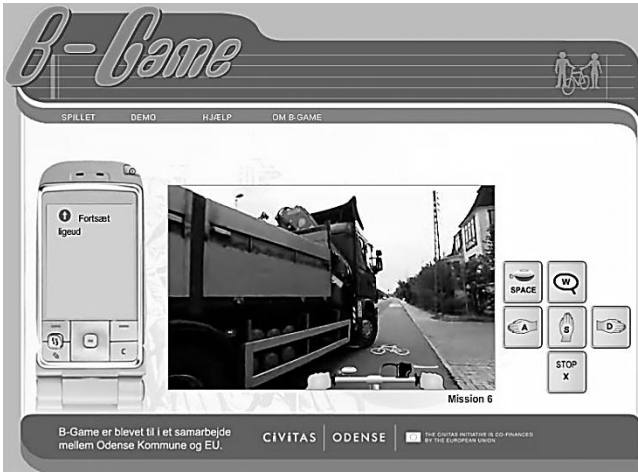 B-Game
SPILLET DEMO HJÆLP OM B-GAME
Fortsæt
ligeud
SPACE
W
A
S
D
C
STOP
X
Mission 6
B-Game er blevet til i et samarbejde
mellem Odense Kommune og EU.
CiViTAS ODENSE
THE CIVITAS INITIATIVE IS CO-FINANCED
BY THE EUROPEAN UNION